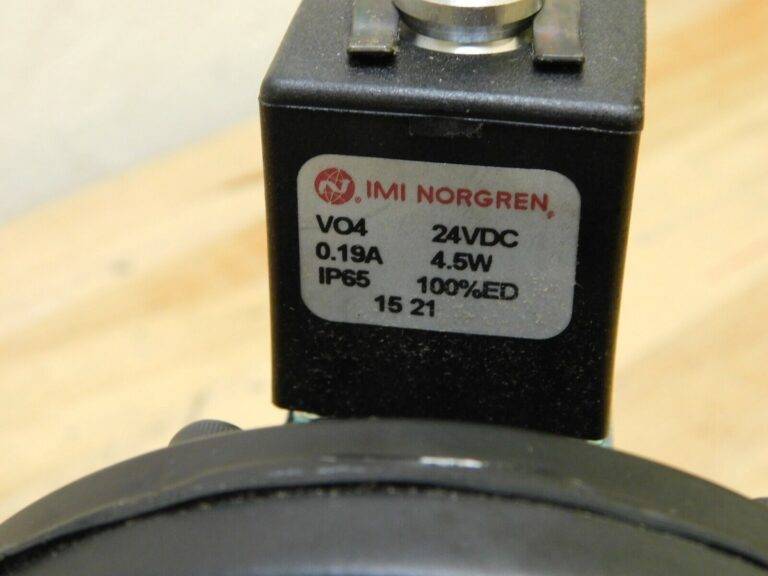 N IMI NORGREN
VO4 24VDC
0.19A 4.5W
IP65 100%ED
15 21